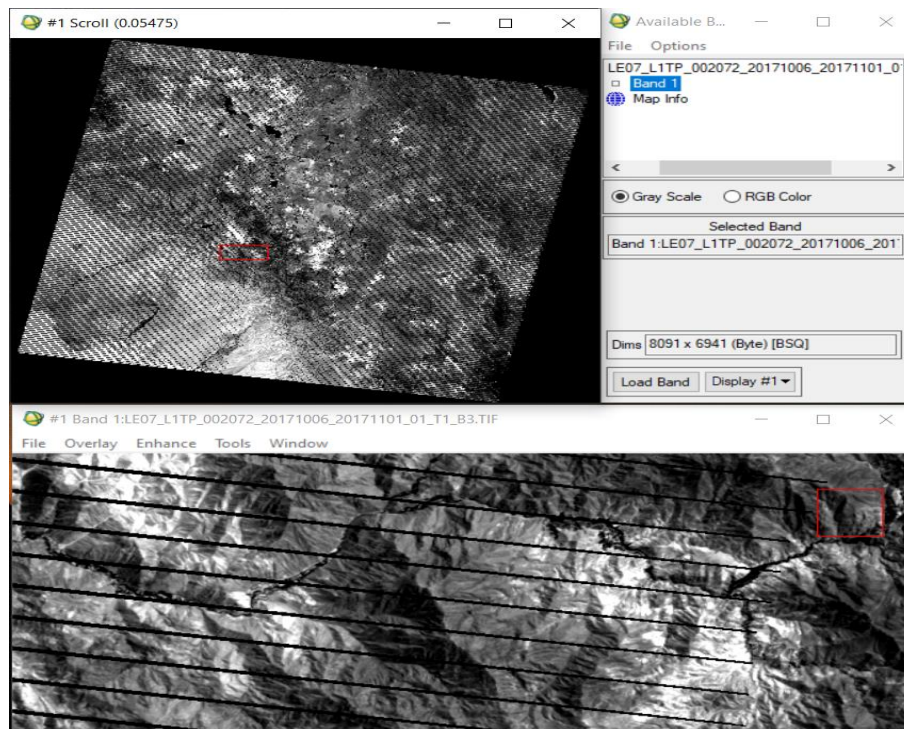 #1 Scroll (0.05475)
Available B...
File Options
LE07_L1TP_002072_20171006_20171101_01
Band 1
Map Info
Gray Scale RGB Color
Selected Band
Band 1:LE07_L1TP_002072_20171006_2017
Dims 8091 x 6941 (Byte) [BSQ]
Load Band Display #1
#1 Band 1:LE07_L1TP_002072_20171006_20171101_01_T1_B3.TIF
File Overlay Enhance Tools Window